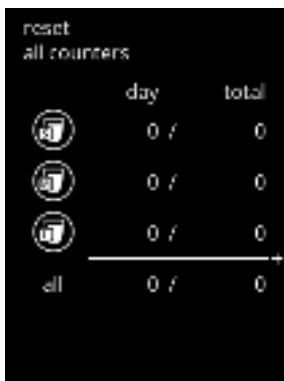 reset
all counters
day total
0 / 0
0 / 0
0 / 0
+
all 0 / 0